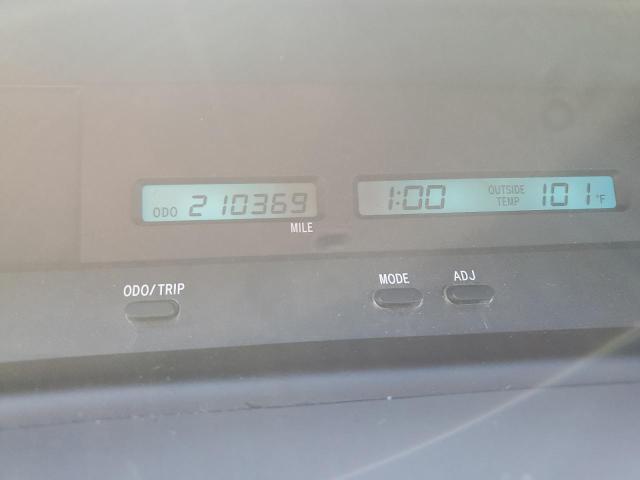 ODO 210369
MILE
1:00 OUTSIDE TEMP 101°F
ODO/TRIP
MODE
ADJ